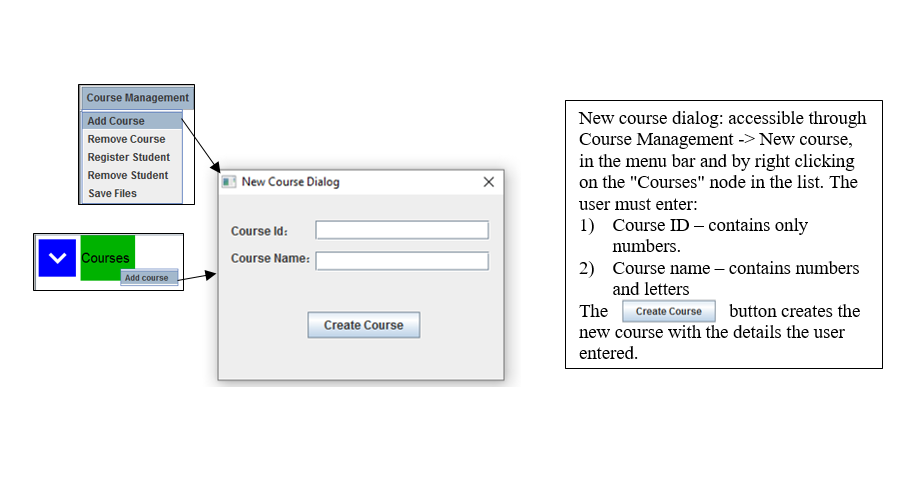 Course Management
Add Course
Remove Course
Register Student
Remove Student
Save Files
Courses
Add course
New Course Dialog
Course Id:
Course Name:
Create Course
New course dialog: accessible through
Course Management -> New course,
in the menu bar and by right clicking
on the "Courses" node in the list. The
user must enter:
1) Course ID – contains only
numbers.
2) Course name – contains numbers
and letters
The Create Course button creates the
new course with the details the user
entered.